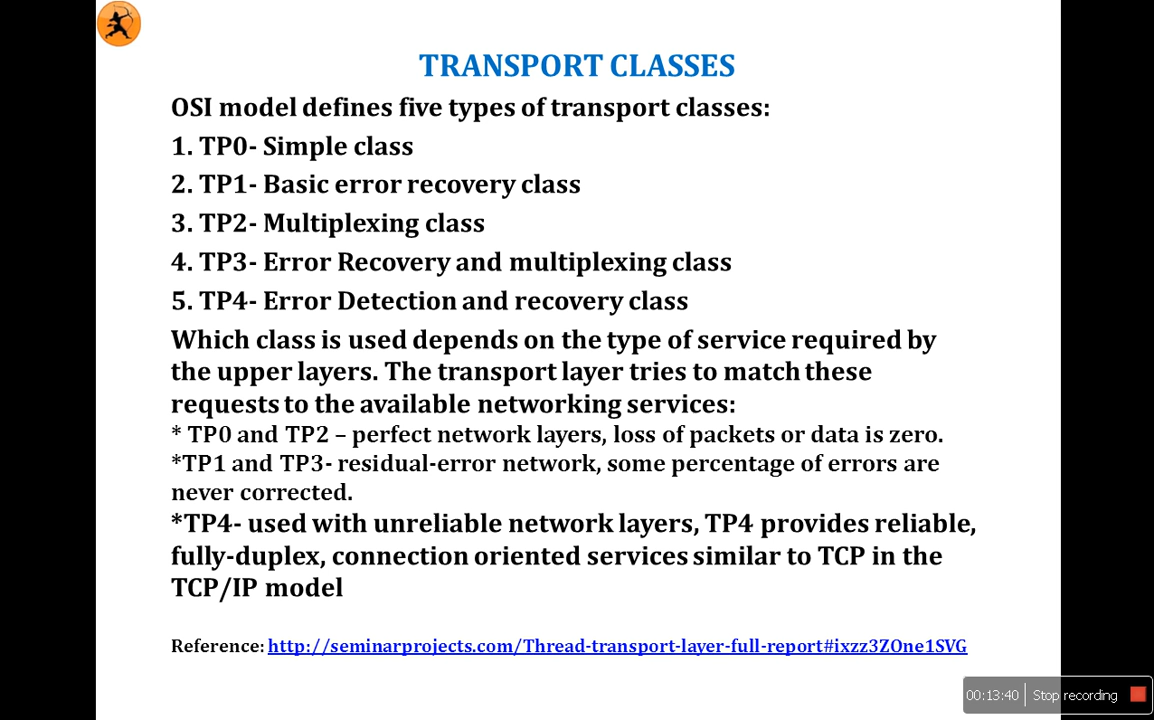 TRANSPORT CLASSES
OSI model defines five types of transport classes:
1. TP0- Simple class
2. TP1- Basic error recovery class
3. TP2- Multiplexing class
4. TP3- Error Recovery and multiplexing class
5. TP4- Error Detection and recovery class
Which class is used depends on the type of service required by
the upper layers. The transport layer tries to match these
requests to the available networking services:
* TP0 and TP2 – perfect network layers, loss of packets or data is zero.
*TP1 and TP3- residual-error network, some percentage of errors are
never corrected.
*TP4- used with unreliable network layers, TP4 provides reliable,
fully-duplex, connection oriented services similar to TCP in the
TCP/IP model
Reference: http://seminarprojects.com/Thread-transport-layer-full-report#ixzz3ZOne1SVG
00:13:40 Stop recording